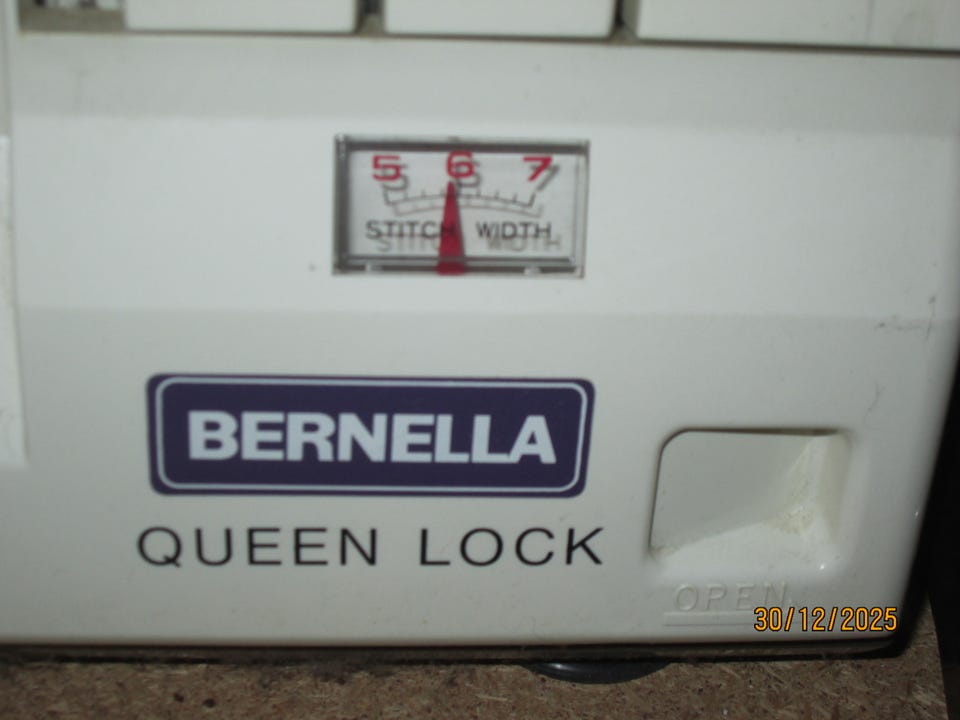 5 6 7
STITCH WIDTH
BERNELLA
QUEEN LOCK
OPEN
30/12/2025